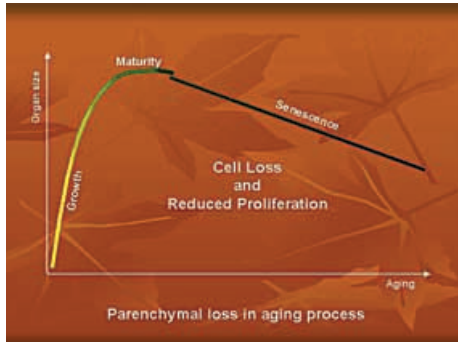 Maturity
Organ size
Senescence
Growth
Cell Loss
and
Reduced Proliferation
Aging
Parenchymal loss in aging process